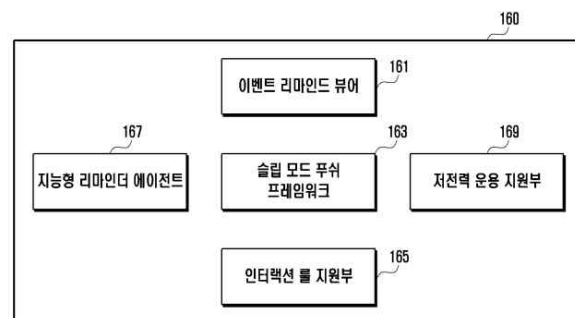 160
161
이벤트 리마인드 뷰어
167
163
169
지능형 리마인더 에이전트
슬립 모드 푸쉬
프레임워크
저전력 운용 지원부
165
인터랙션 룰 지원부